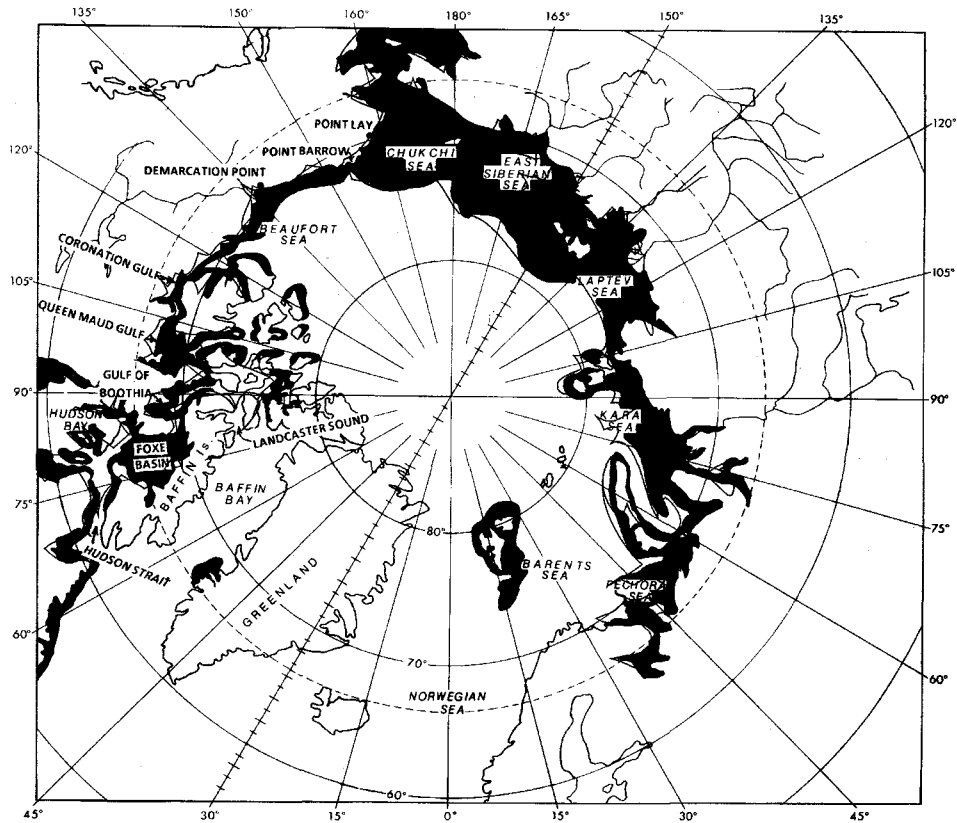 135°
150°
160°
180°
165°
150°
135°
120°
120°
POINT LAY
POINT BARROW
CHUKCHI
SEA
EAST
SIBERIAN
SEA
DEMARCATION POINT
BEAUFORT
SEA
CORONATION GULF
105°
LAPTEV
SEA
105°
QUEEN MAUD GULF
GULF OF
BOOTHIA
90°
90°
HUDSON
BAY
KARA
SEA
LANDCASTER SOUND
FOXE
BASIN
BAFFIN IS.
BAFFIN
BAY
75°
75°
80°
HUDSON STRAIT
BARENTS
SEA
GREENLAND
PECHORA
SEA
60°
60°
70°
NORWEGIAN
SEA
60°
45°
30°
15°
0°
15°
30°
45°